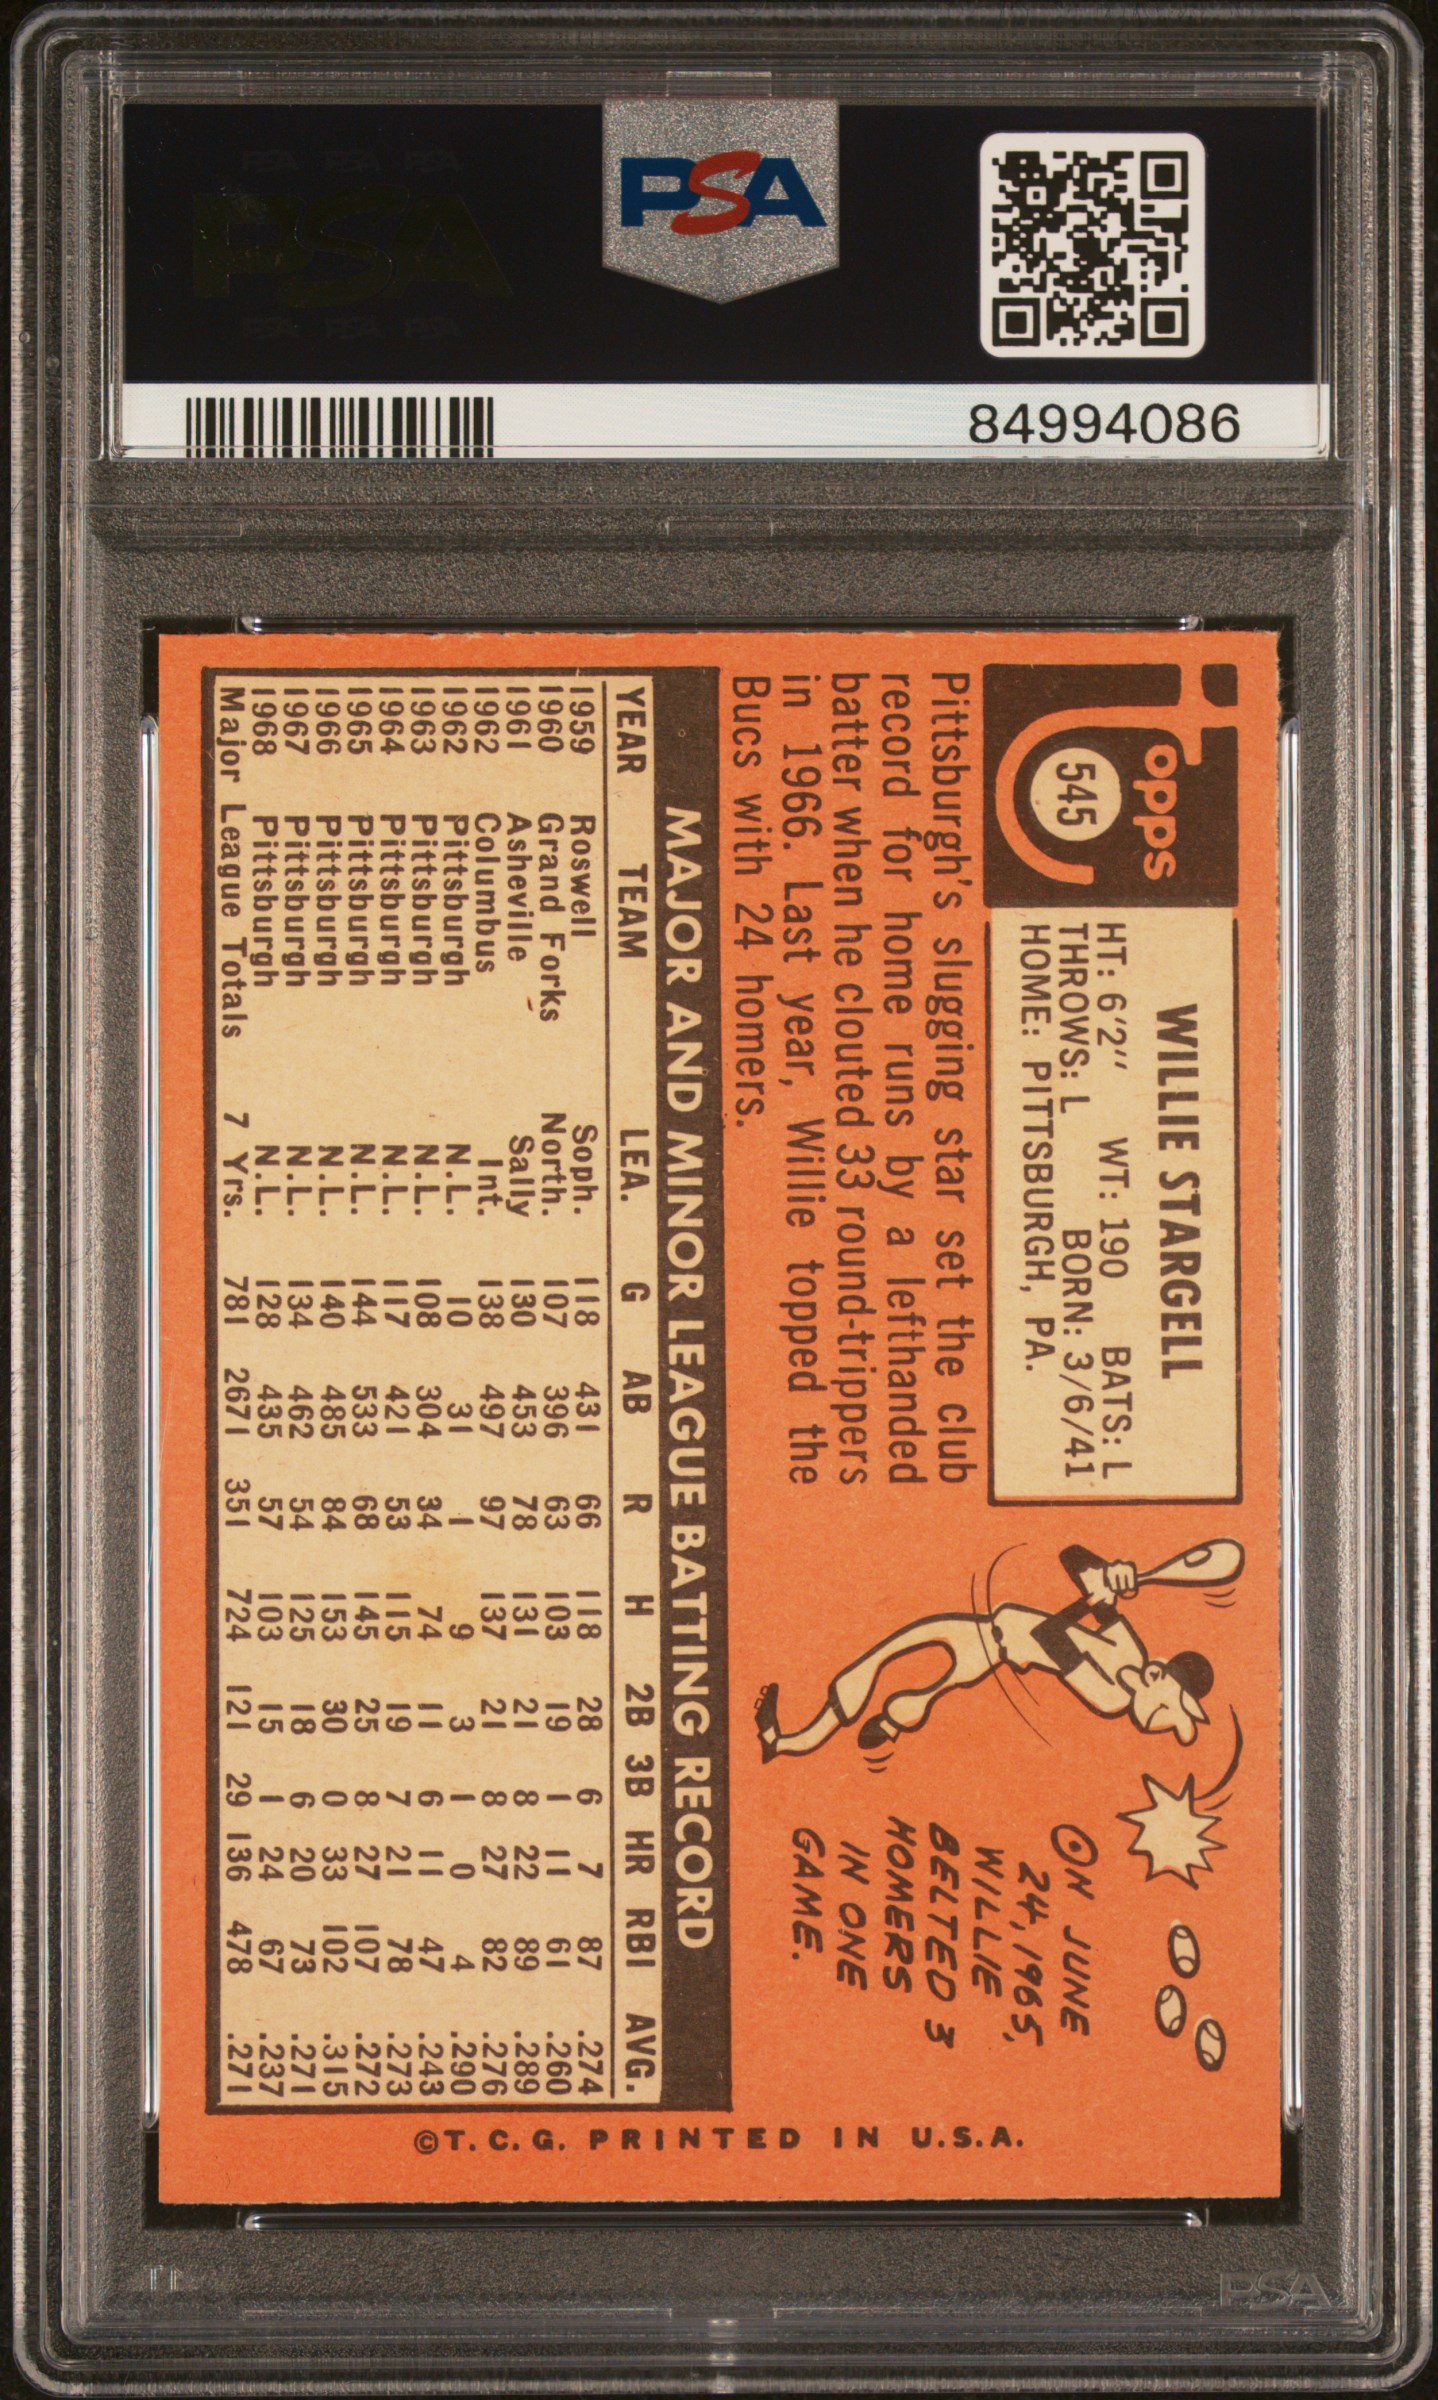 PSA PSA PSA
PSA
PSA PSA PSA
PSA
84994086
Topps
545
WILLIE STARGELL
HT: 6'2" WT: 190 BATS: L
THROWS: L BORN: 3/6/41
HOME: PITTSBURGH, PA.
Pittsburgh's slugging star set the club
record for home runs by a lefthanded
batter when he clouted 33 round-trippers
in 1966. Last year, Willie topped the
Bucs with 24 homers.
ON JUNE
24, 1965,
WILLIE
BELTED 3
HOMERS
IN ONE
GAME.
MAJOR AND MINOR LEAGUE BATTING RECORD
YEAR TEAM LEA. G AB R H 2B 3B HR RBI AVG.
1959 Roswell Soph. 118 431 66 118 28 6 7 87 .274
1960 Grand Forks North. 107 396 63 103 19 1 11 61 .260
1961 Asheville Sally 130 453 78 131 21 8 22 89 .289
1962 Columbus Int. 138 497 97 137 21 8 27 82 .276
1962 Pittsburgh N.L. 10 31 1 9 3 1 0 4 .290
1963 Pittsburgh N.L. 108 304 34 74 11 6 11 47 .243
1964 Pittsburgh N.L. 117 421 53 115 19 7 21 78 .273
1965 Pittsburgh N.L. 144 533 68 145 25 8 27 107 .272
1966 Pittsburgh N.L. 140 485 84 153 30 0 33 102 .315
1967 Pittsburgh N.L. 134 462 54 125 18 6 20 73 .271
1968 Pittsburgh N.L. 128 435 57 103 15 1 24 67 .237
Major League Totals 7 Yrs. 781 2671 351 724 121 29 136 478 .271
©T.C.G. PRINTED IN U.S.A.
PSA